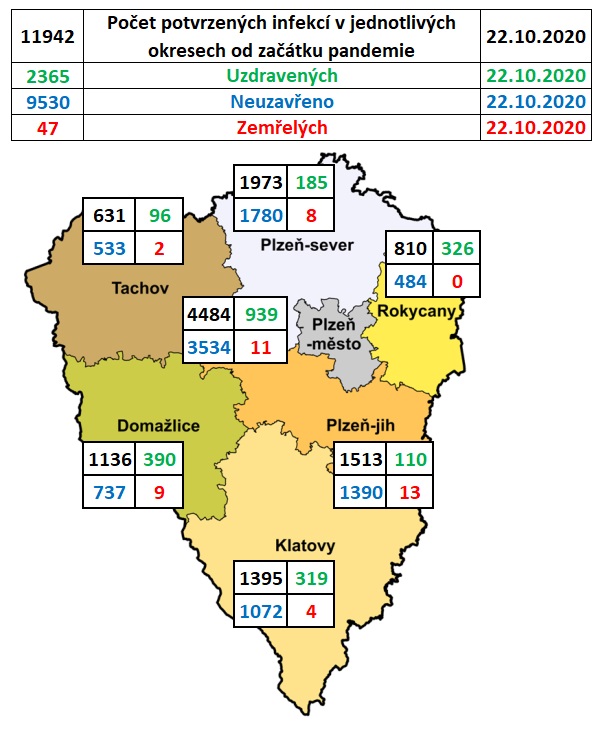 11942 Počet potvrzených infekcí v jednotlivých okresech od začátku pandemie 22.10.2020
2365 Uzdravených 22.10.2020
9530 Neuzavřeno 22.10.2020
47 Zemřelých 22.10.2020
1973 185
1780 8
Plzeň-sever
631 96
533 2
Tachov
810 326
484 0
Rokycany
4484 939
3534 11
Plzeň
-město
Domažlice
1136 390
737 9
Plzeň-jih
1513 110
1390 13
Klatovy
1395 319
1072 4